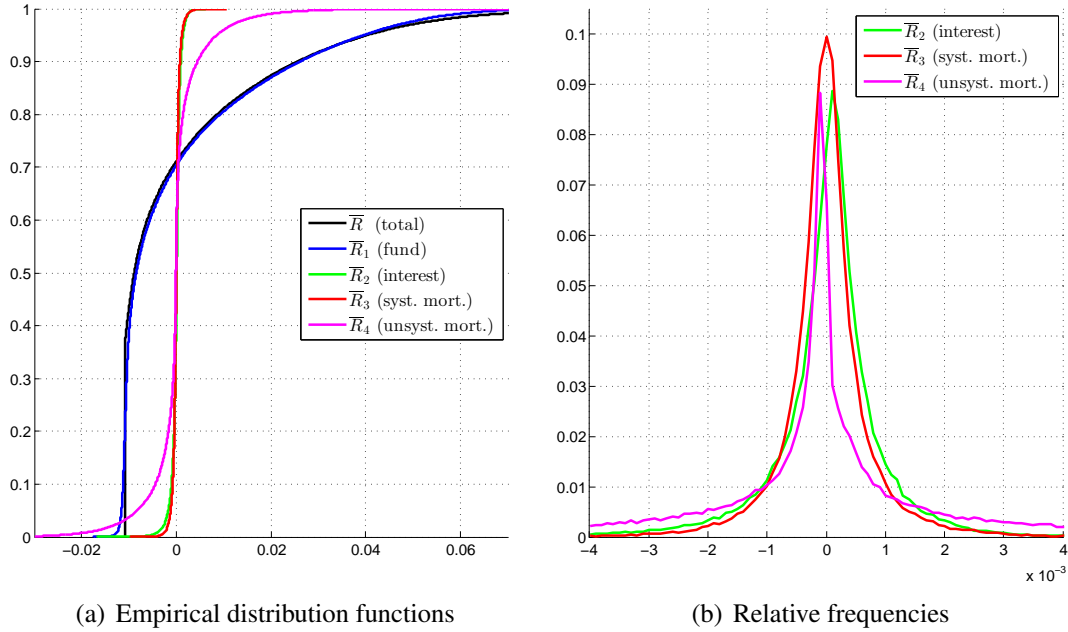 1
0.9
0.8
0.7
0.6
0.5
0.4
0.3
0.2
0.1
0
−0.02 0 0.02 0.04 0.06
R̅ (total)
R̅₁ (fund)
R̅₂ (interest)
R̅₃ (syst. mort.)
R̅₄ (unsyst. mort.)
(a) Empirical distribution functions
0.1
0.09
0.08
0.07
0.06
0.05
0.04
0.03
0.02
0.01
0
−4 −3 −2 −1 0 1 2 3 4
x 10⁻³
R̅₂ (interest)
R̅₃ (syst. mort.)
R̅₄ (unsyst. mort.)
(b) Relative frequencies